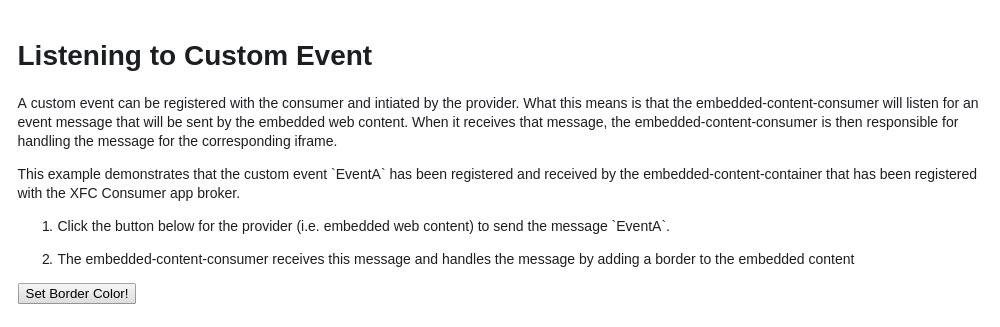 Listening to Custom Event
A custom event can be registered with the consumer and intiated by the provider. What this means is that the embedded-content-consumer will listen for an
event message that will be sent by the embedded web content. When it receives that message, the embedded-content-consumer is then responsible for
handling the message for the corresponding iframe.
This example demonstrates that the custom event `EventA` has been registered and received by the embedded-content-container that has been registered
with the XFC Consumer app broker.
1. Click the button below for the provider (i.e. embedded web content) to send the message `EventA`.
2. The embedded-content-consumer receives this message and handles the message by adding a border to the embedded content
Set Border Color!